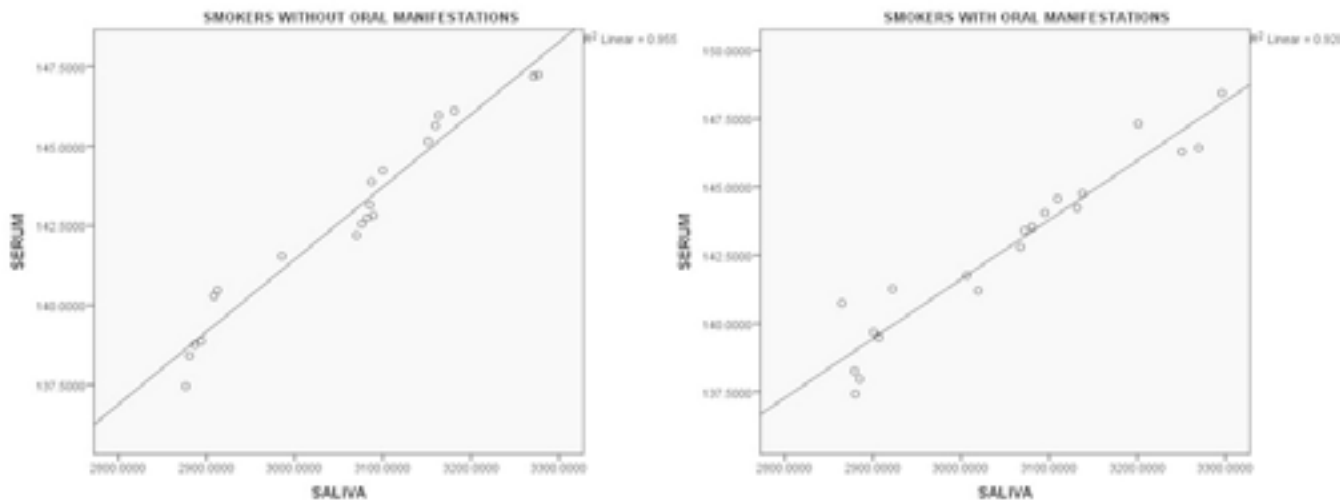 SMOKERS WITHOUT ORAL MANIFESTATIONS
R² Linear = 0.955
147.5000
145.0000
142.5000
140.0000
137.5000
SERUM
2800.0000 2900.0000 3000.0000 3100.0000 3200.0000 3300.0000
SALIVA
SMOKERS WITH ORAL MANIFESTATIONS
R² Linear =
150.0000
147.5000
145.0000
142.5000
140.0000
137.5000
SERUM
2800.0000 2900.0000 3000.0000 3100.0000 3200.0000 3300.0000
SALIVA